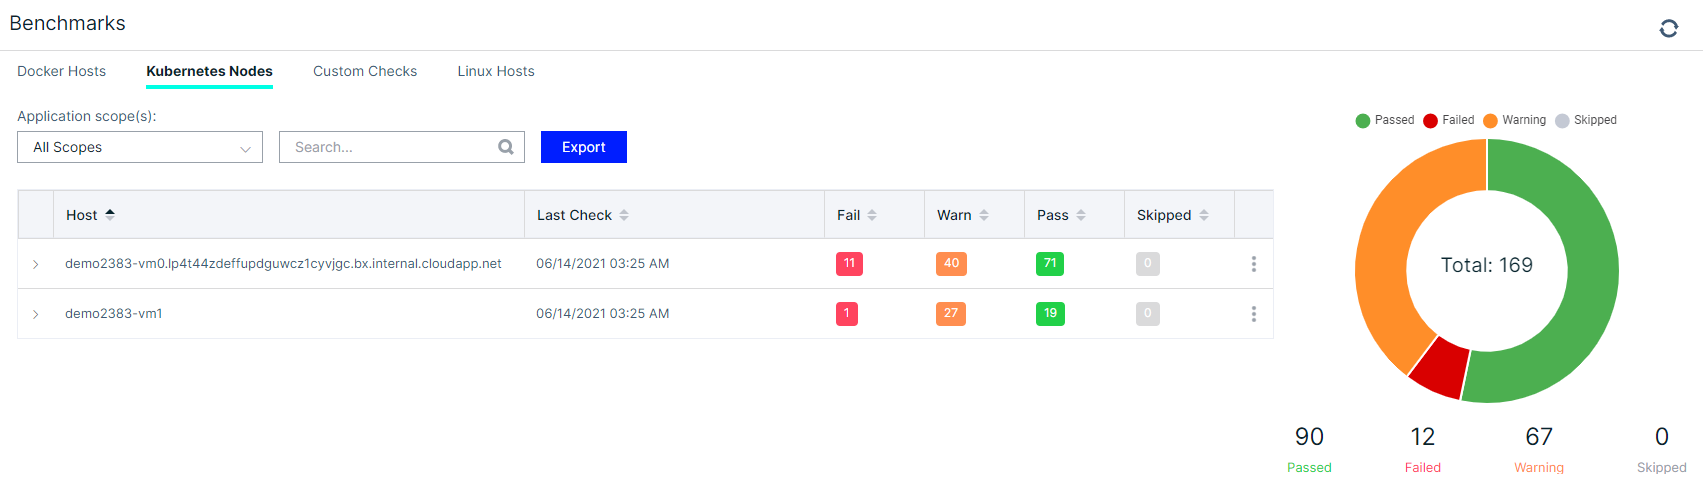 Benchmarks
Docker Hosts Kubernetes Nodes Custom Checks Linux Hosts
Application scope(s):
All Scopes Search... Export
Host Last Check Fail Warn Pass Skipped
demo2383-vm0.lp4t44zdeffupdguwcz1cyvjgc.bx.internal.cloudapp.net 06/14/2021 03:25 AM 11 40 71 0
demo2383-vm1 06/14/2021 03:25 AM 1 27 19 0
Passed Failed Warning Skipped
Total: 169
90 12 67 0
Passed Failed Warning Skipped